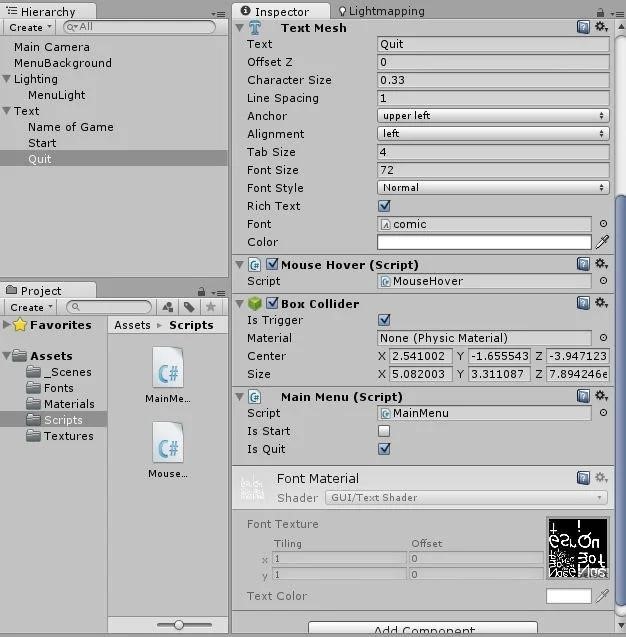 Hierarchy
Create
All
Main Camera
MenuBackground
Lighting
MenuLight
Text
Name of Game
Start
Quit
Project
Create
Favorites
Assets
_Scenes
Fonts
Materials
Scripts
Textures
Assets Scripts
C#
MainMe...
C#
Mouse...
Inspector Lightmapping
Text Mesh
Text Quit
Offset Z 0
Character Size 0.33
Line Spacing 1
Anchor upper left
Alignment left
Tab Size 4
Font Size 72
Font Style Normal
Rich Text
Font comic
Color
Mouse Hover (Script)
Script MouseHover
Box Collider
Is Trigger
Material None (Physic Material)
Center X 2.541002 Y -1.655543 Z -3.947123
Size X 5.082003 Y 3.311087 Z 7.894246e
Main Menu (Script)
Script MainMenu
Is Start
Is Quit
Font Material
Shader GUI/Text Shader
Font Texture
Tiling Offset
x 1 0
y 1 0
Text Color
Add Component